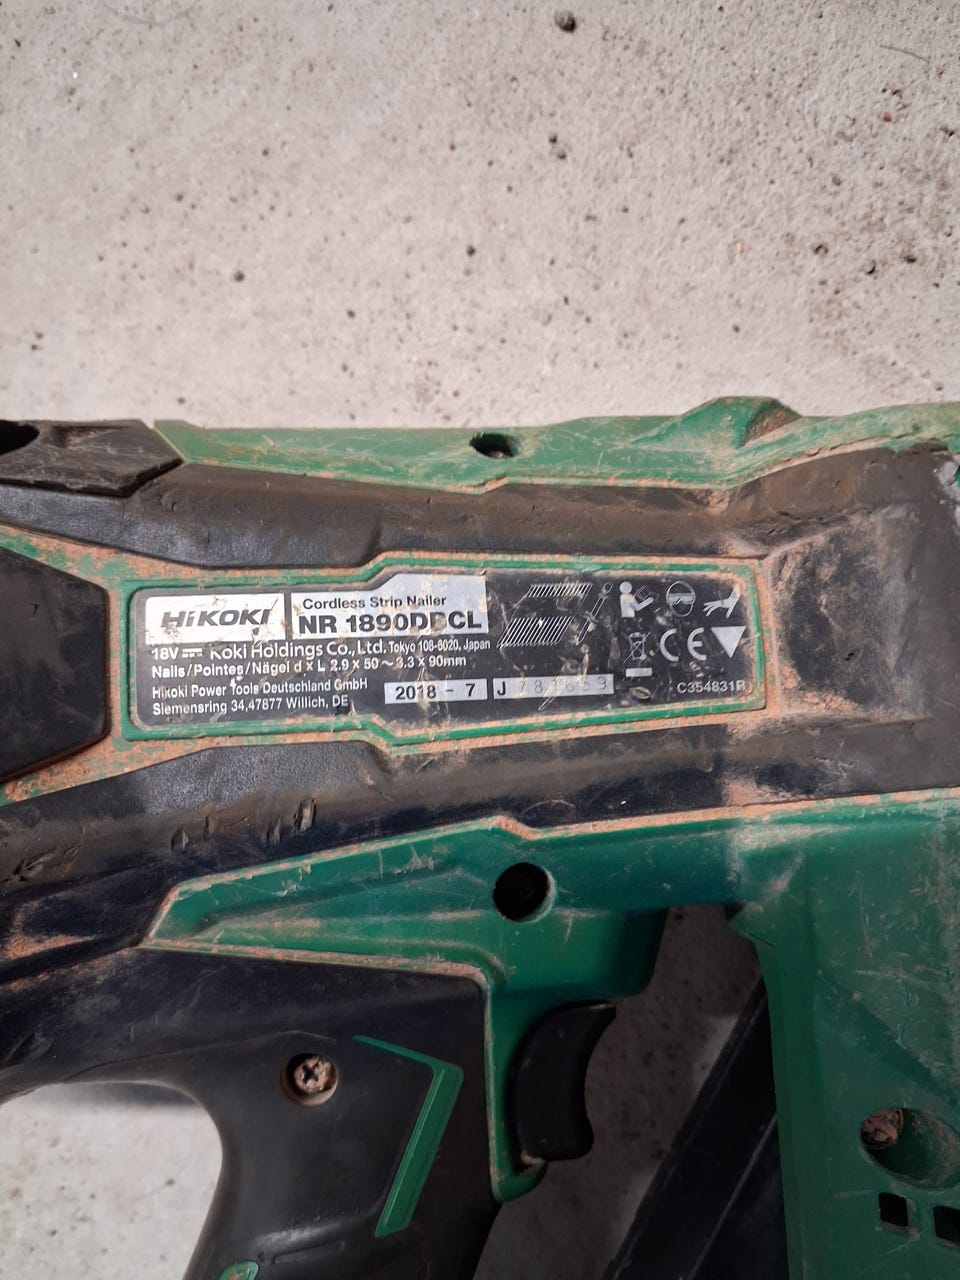 HiKOKI
Cordless Strip Nailer
NR 1890DBCL
18V Koki Holdings Co., Ltd. Tokyo 108-6020, Japan
Nails/Pointes/Nägel d × L 2.9 × 50 ~ 3.3 × 90mm
Hikoki Power Tools Deutschland GmbH
Siemensring 34,47877 Willich, DE
2018 - 7
J
CE
C354831R